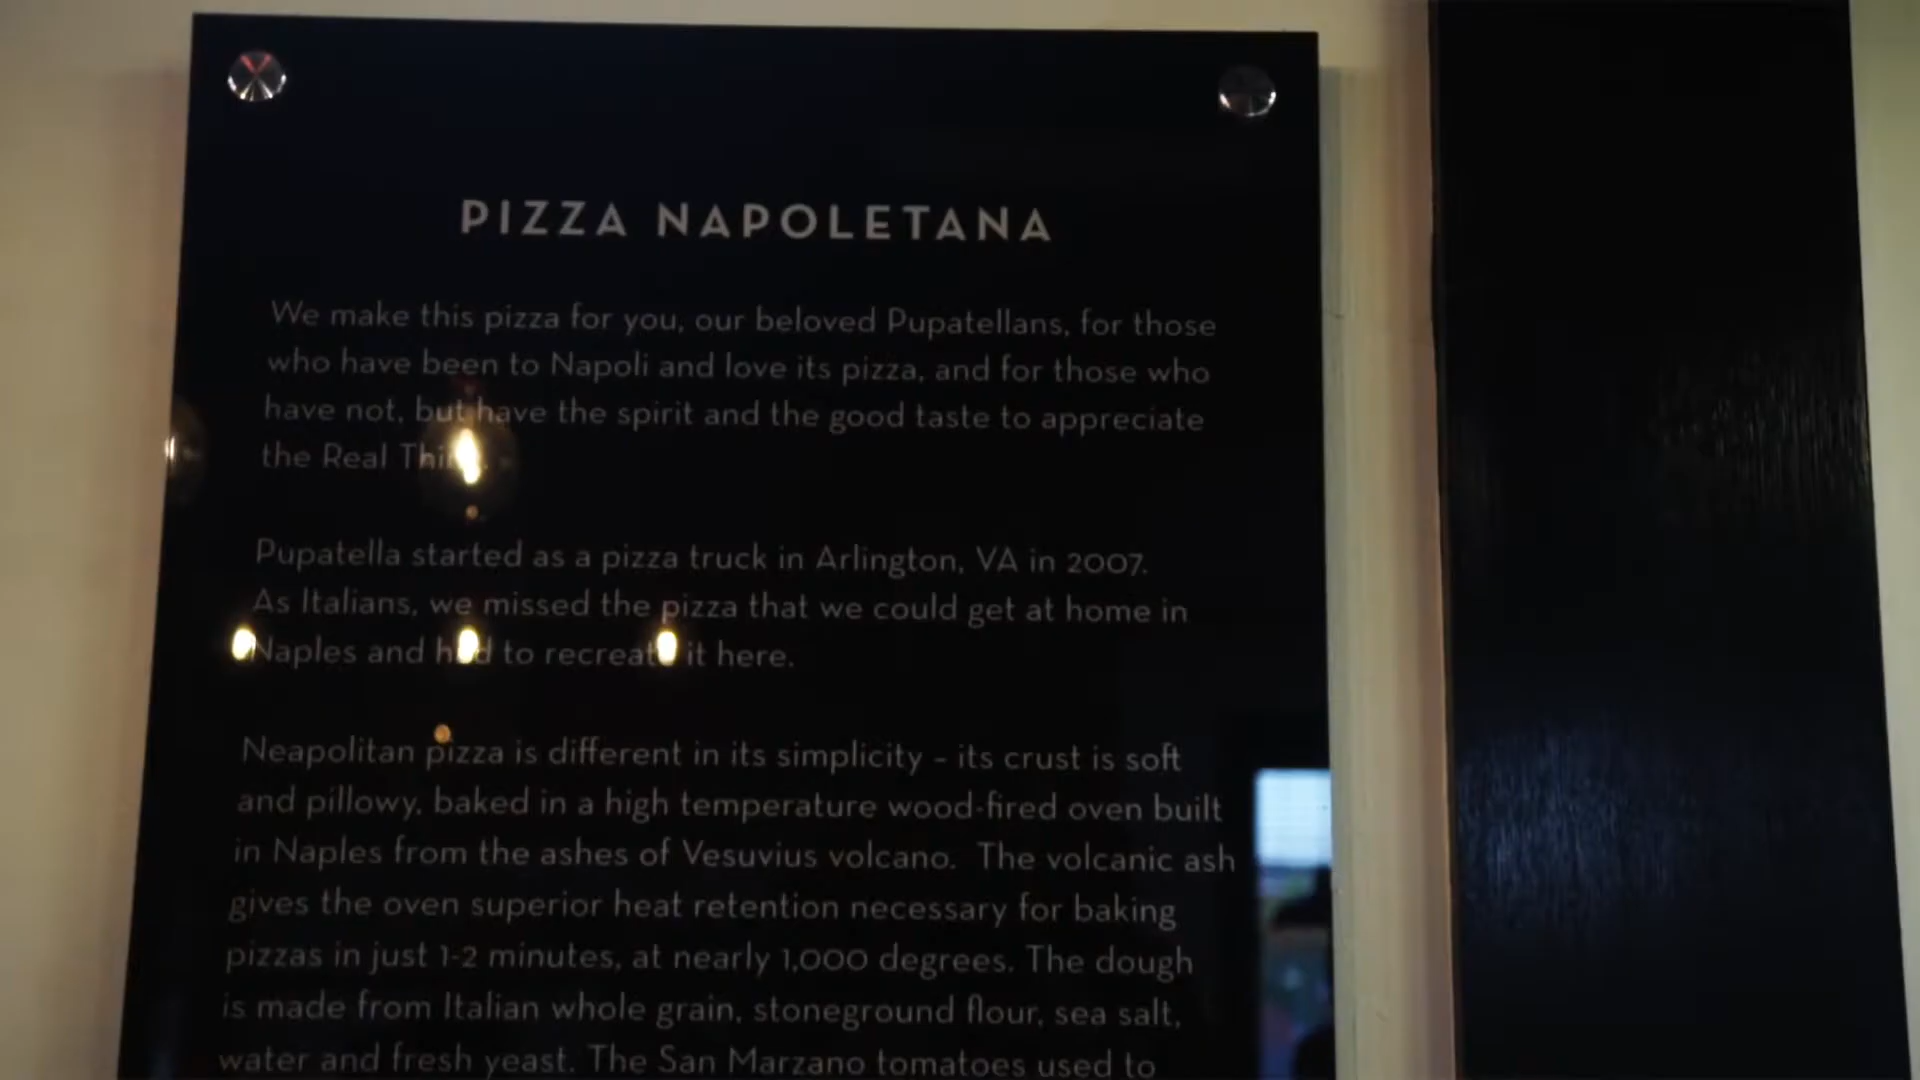 PIZZA NAPOLETANA
We make this pizza for you, our beloved Pupatellans, for those
who have been to Napoli and love its pizza, and for those who
have not, but have the spirit and the good taste to appreciate
the Real Thing.
Pupatella started as a pizza truck in Arlington, VA in 2007.
As Italians, we missed the pizza that we could get at home in
Naples and had to recreate it here.
Neapolitan pizza is different in its simplicity – its crust is soft
and pillowy, baked in a high temperature wood-fired oven built
in Naples from the ashes of Vesuvius volcano. The volcanic ash
gives the oven superior heat retention necessary for baking
pizzas in just 1-2 minutes, at nearly 1,000 degrees. The dough
is made from Italian whole grain, stoneground flour, sea salt,
water and fresh yeast. The San Marzano tomatoes used to